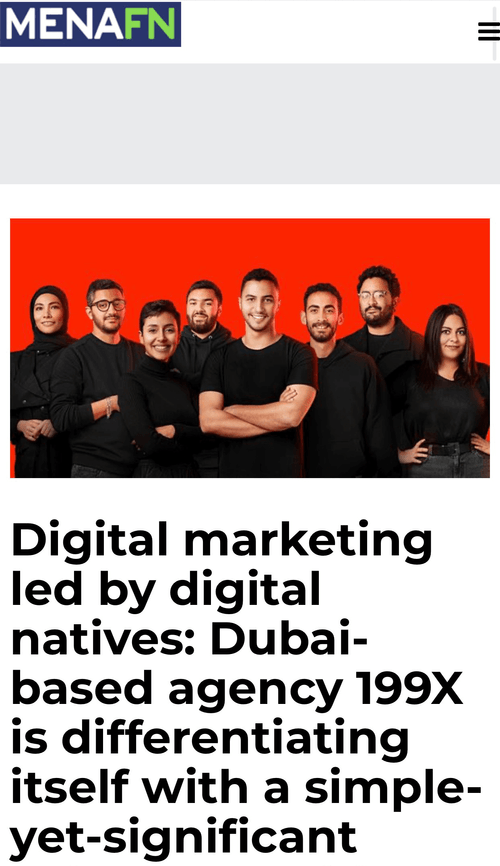 MENAFN
Digital marketing
led by digital
natives: Dubai-
based agency 199X
is differentiating
itself with a simple-
yet-significant